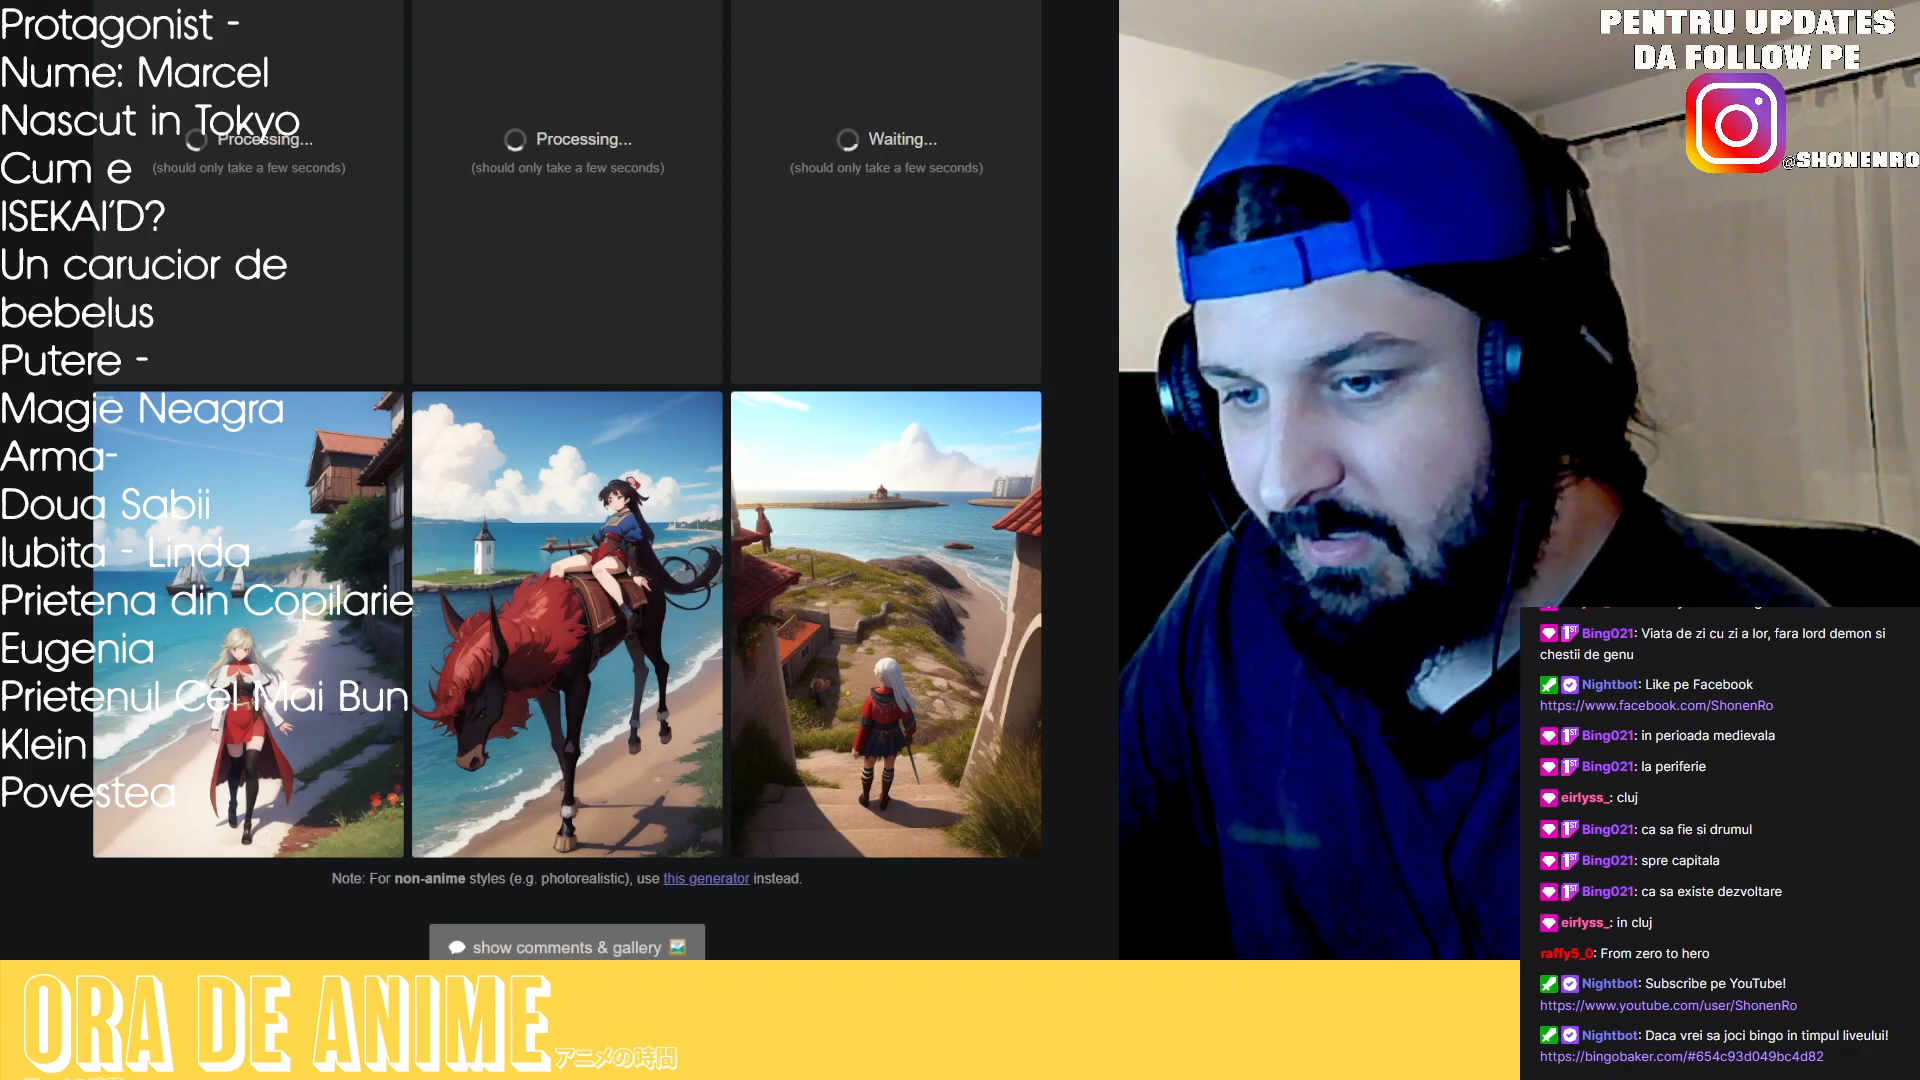 Protagonist -
Nume: Marcel
Nascut in Tokyo
Cum e
ISEKAI'D?
Un carucior de
bebelus
Putere -
Magie Neagra
Arma-
Doua Sabii
Iubita - Linda
Prietena din Copilarie
Eugenia
Prietenul Cel Mai Bun
Klein
Povestea
Processing...
(should only take a few seconds)
Processing...
(should only take a few seconds)
Waiting...
(should only take a few seconds)
Note: For non-anime styles (e.g. photorealistic), use this generator instead.
show comments & gallery
PENTRU UPDATES
DA FOLLOW PE
@SHONENRO
Bing021: Viata de zi cu zi a lor, fara lord demon si
chestii de genu
Nightbot: Like pe Facebook
https://www.facebook.com/ShonenRo
Bing021: in perioada medievala
Bing021: la periferie
eirlyss_: cluj
Bing021: ca sa fie si drumul
Bing021: spre capitala
Bing021: ca sa existe dezvoltare
eirlyss_: in cluj
raffy5_0: From zero to hero
Nightbot: Subscribe pe YouTube!
https://www.youtube.com/user/ShonenRo
Nightbot: Daca vrei sa joci bingo in timpul liveului!
https://bingobaker.com/#654c93d049bc4d82
ORA DE ANIME
アニメの時間